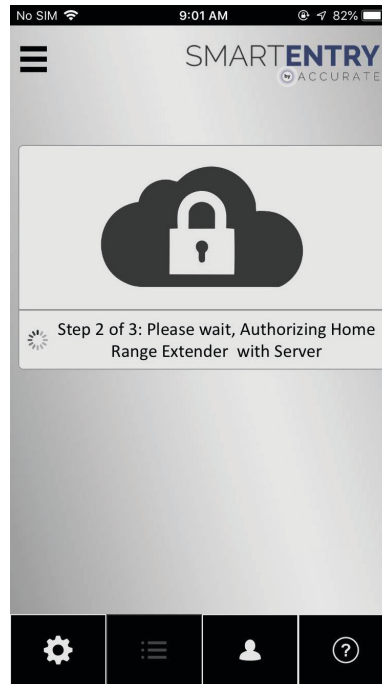 No SIM 9:01 AM 82%
SMARTENTRY
by ACCURATE
Step 2 of 3: Please wait, Authorizing Home
Range Extender with Server
?